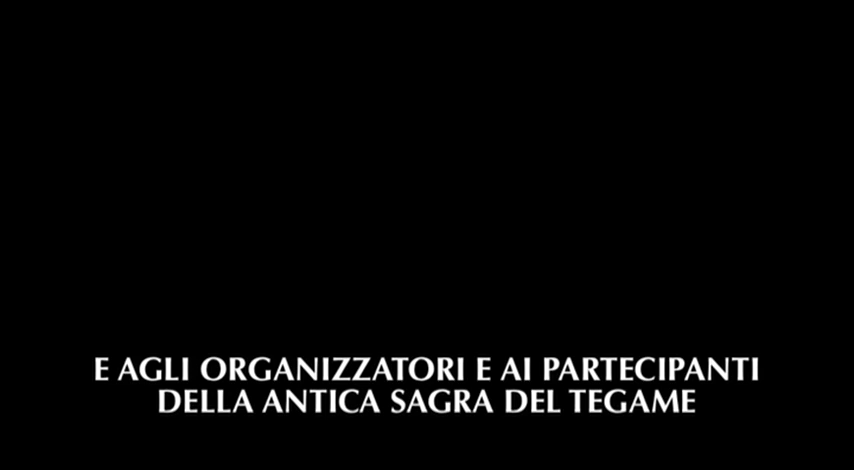 E AGLI ORGANIZZATORI E AI PARTECIPANTI
DELLA ANTICA SAGRA DEL TEGAME